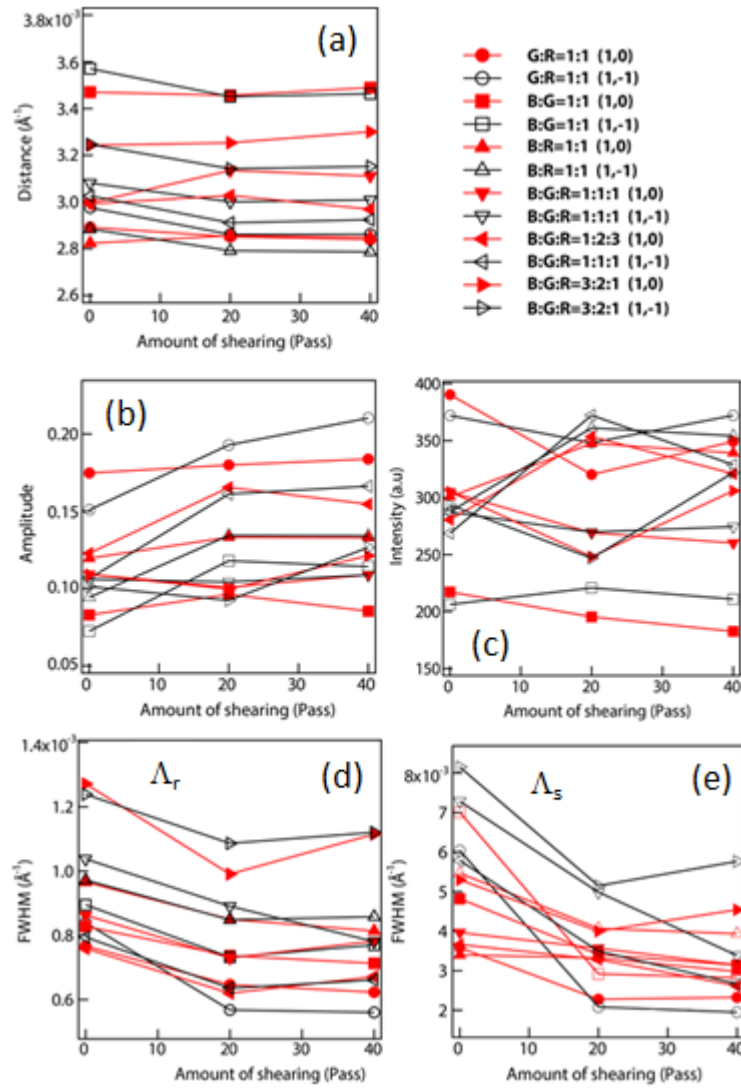 (a)
3.8x10⁻³
3.6
3.4
3.2
3.0
2.8
2.6
Distance (Å⁻¹)
0 10 20 30 40
Amount of shearing (Pass)
G:R=1:1 (1,0)
G:R=1:1 (1,-1)
B:G=1:1 (1,0)
B:G=1:1 (1,-1)
B:R=1:1 (1,0)
B:R=1:1 (1,-1)
B:G:R=1:1:1 (1,0)
B:G:R=1:1:1 (1,-1)
B:G:R=1:2:3 (1,0)
B:G:R=1:1:1 (1,-1)
B:G:R=3:2:1 (1,0)
B:G:R=3:2:1 (1,-1)
(b)
0.20
0.15
0.10
0.05
Amplitude
0 10 20 30 40
Amount of shearing (Pass)
400
350
300
250
200
150
Intensity (a.u)
(c)
0 10 20 30 40
Amount of shearing (Pass)
1.4x10⁻³
1.2
1.0
0.8
0.6
FWHM (Å⁻¹)
Λr
(d)
0 10 20 30 40
Amount of shearing (Pass)
8x10⁻³
7
6
5
4
3
2
FWHM (Å⁻¹)
Λs
(e)
0 10 20 30 40
Amount of shearing (Pass)